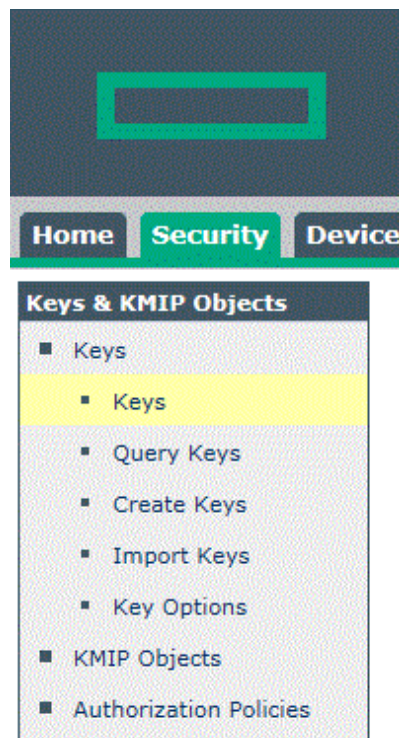 Home Security Device
Keys & KMIP Objects
Keys
Keys
Query Keys
Create Keys
Import Keys
Key Options
KMIP Objects
Authorization Policies